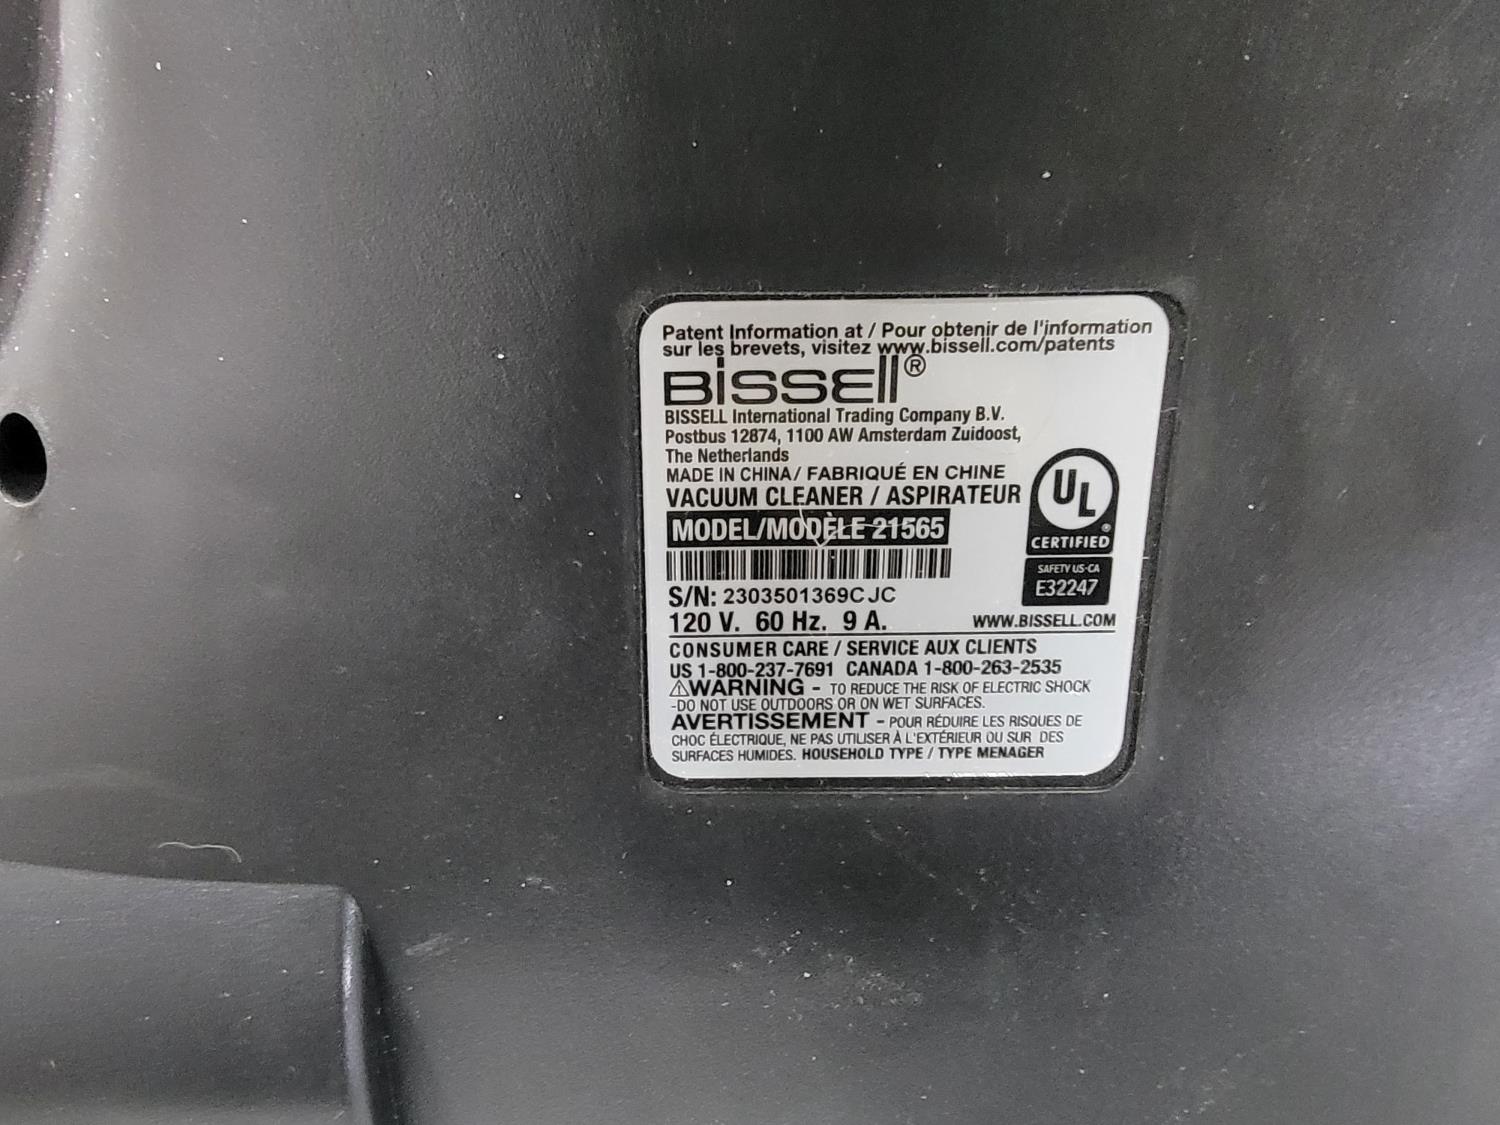 Patent Information at / Pour obtenir de l'information
sur les brevets, visitez www.bissell.com/patents
BISSELL®
BISSELL International Trading Company B.V.
Postbus 12874, 1100 AW Amsterdam Zuidoost,
The Netherlands
MADE IN CHINA/ FABRIQUÉ EN CHINE
VACUUM CLEANER / ASPIRATEUR
MODEL/MODÈLE 21565
UL®
CERTIFIED
SAFETY US-CA
E32247
S/N: 2303501369CJC
120 V. 60 Hz. 9 A.
WWW.BISSELL.COM
CONSUMER CARE / SERVICE AUX CLIENTS
US 1-800-237-7691 CANADA 1-800-263-2535
⚠WARNING - TO REDUCE THE RISK OF ELECTRIC SHOCK
-DO NOT USE OUTDOORS OR ON WET SURFACES.
AVERTISSEMENT - POUR RÉDUIRE LES RISQUES DE
CHOC ÉLECTRIQUE, NE PAS UTILISER À L'EXTÉRIEUR OU SUR DES
SURFACES HUMIDES. HOUSEHOLD TYPE / TYPE MENAGER